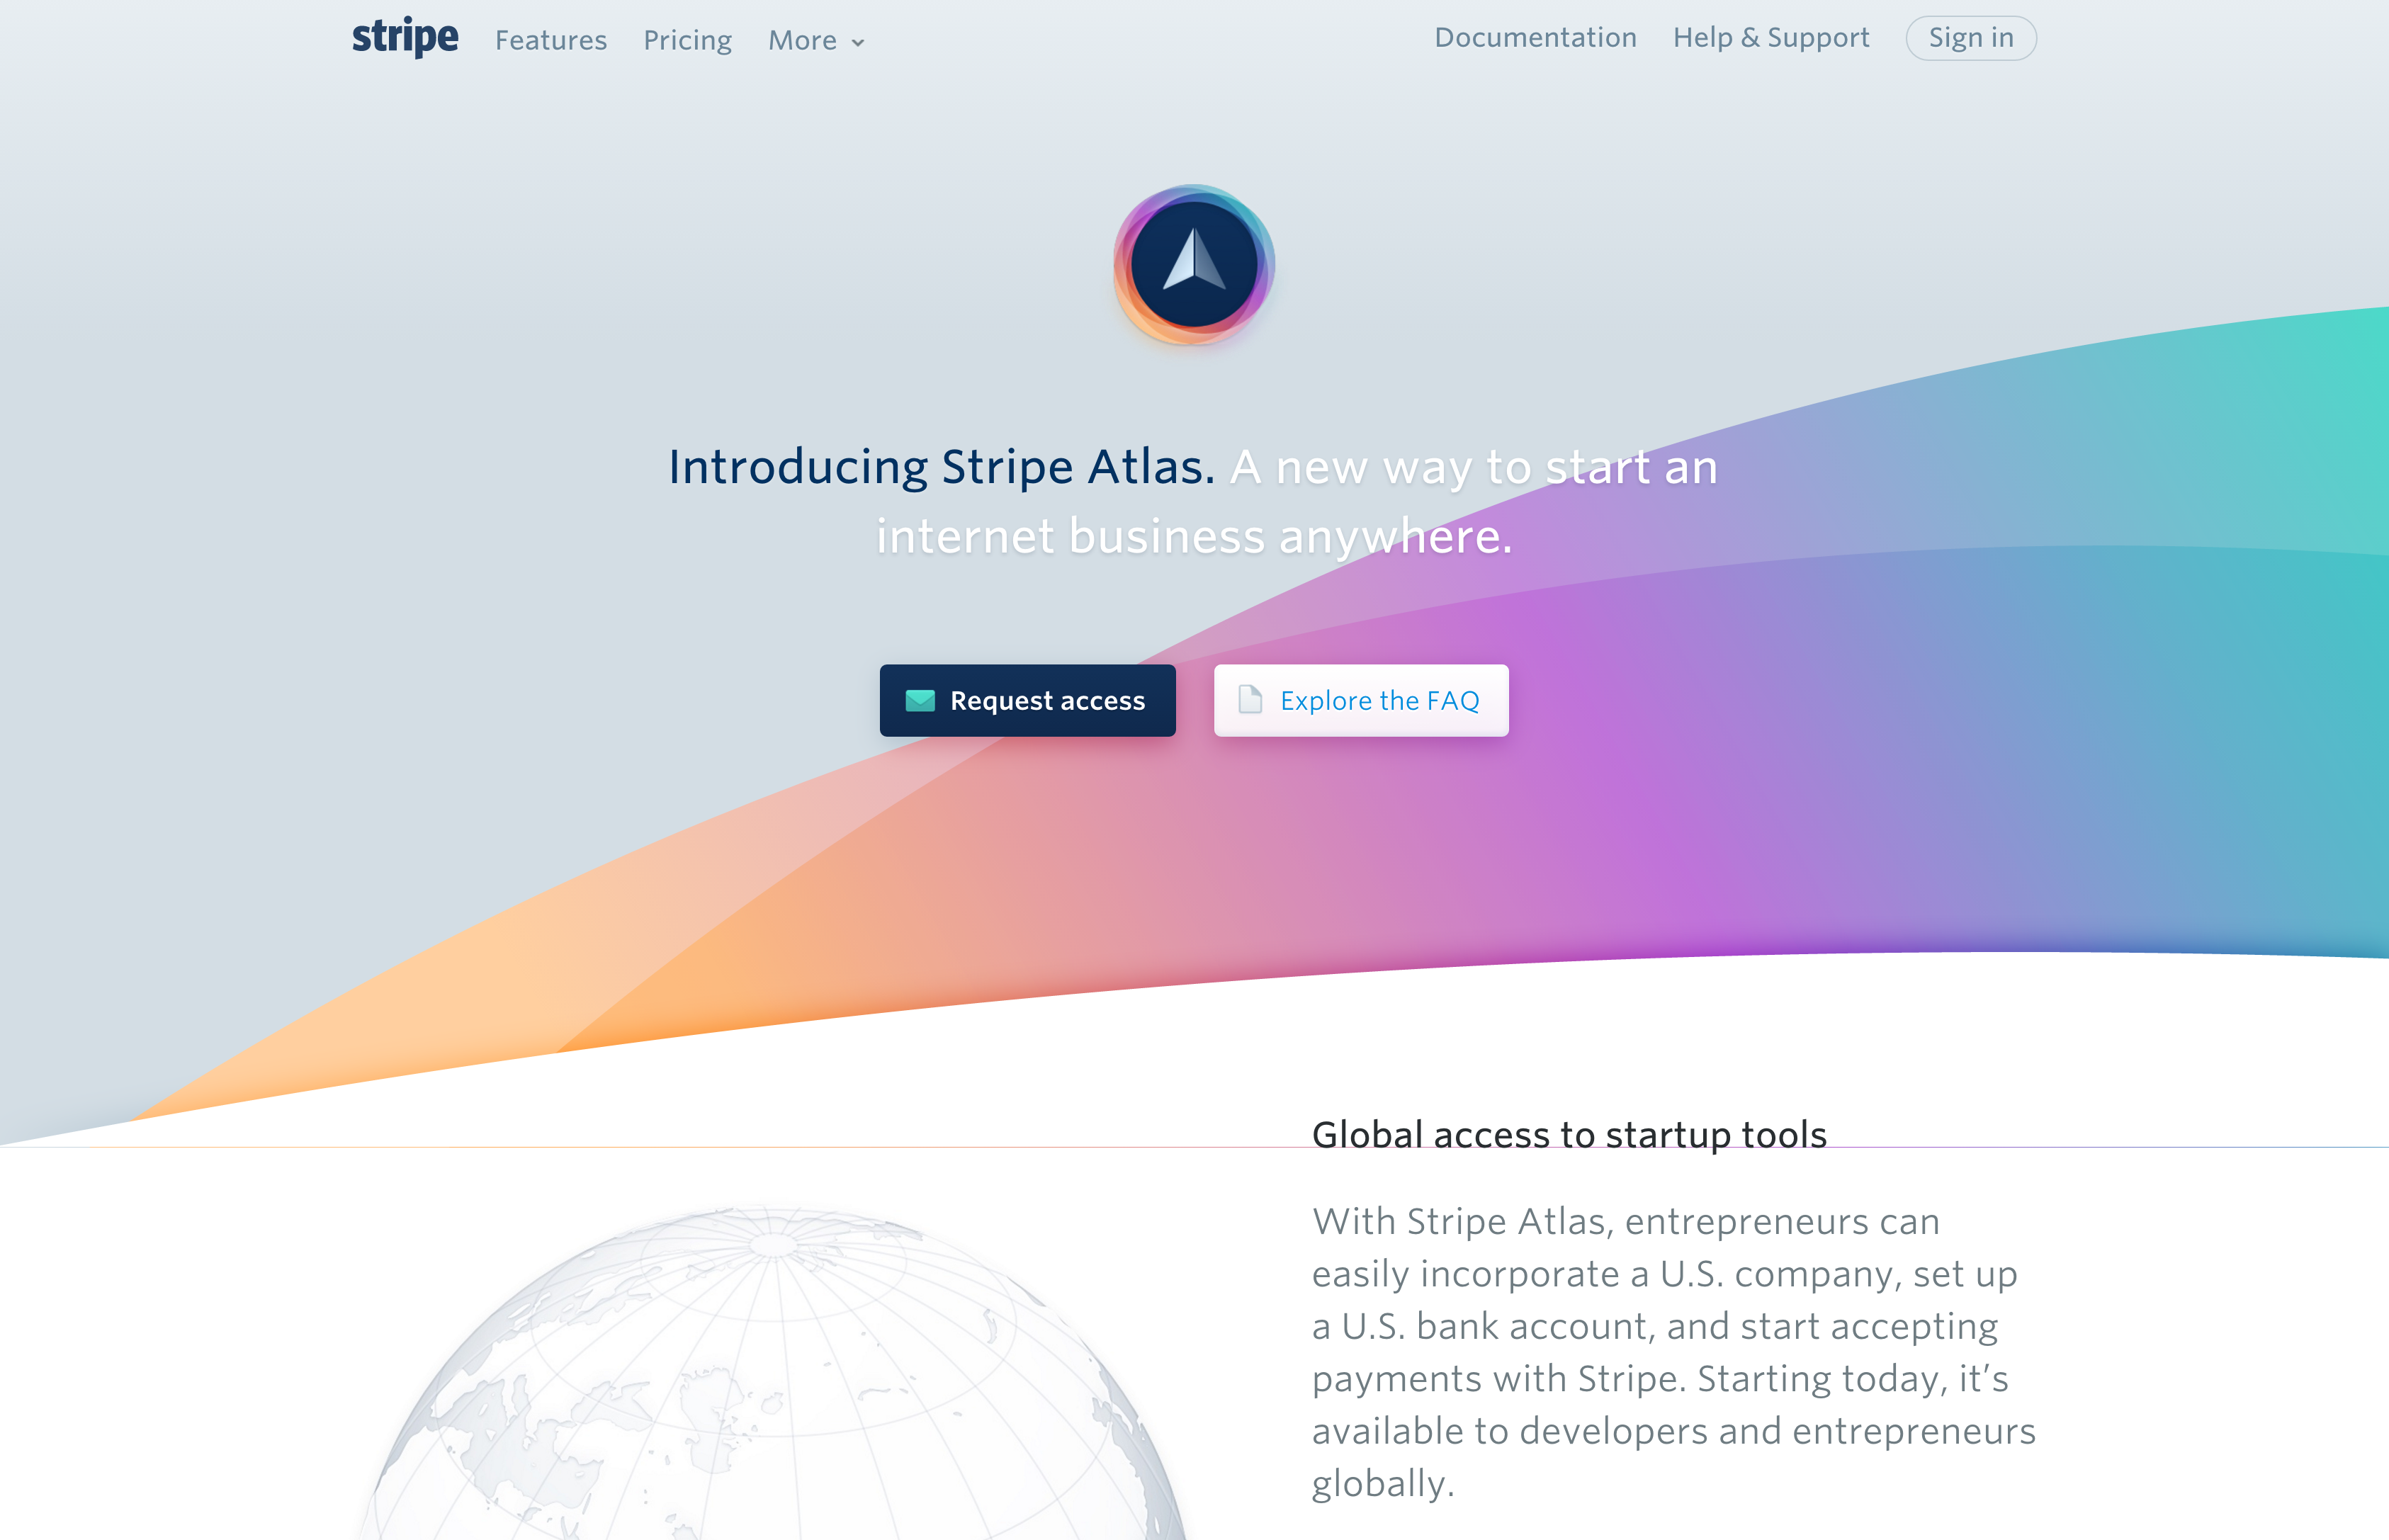 stripe Features Pricing More Documentation Help & Support Sign in
Introducing Stripe Atlas. A new way to start an
internet business anywhere.
Request access Explore the FAQ
Global access to startup tools
With Stripe Atlas, entrepreneurs can
easily incorporate a U.S. company, set up
a U.S. bank account, and start accepting
payments with Stripe. Starting today, it’s
available to developers and entrepreneurs
globally.